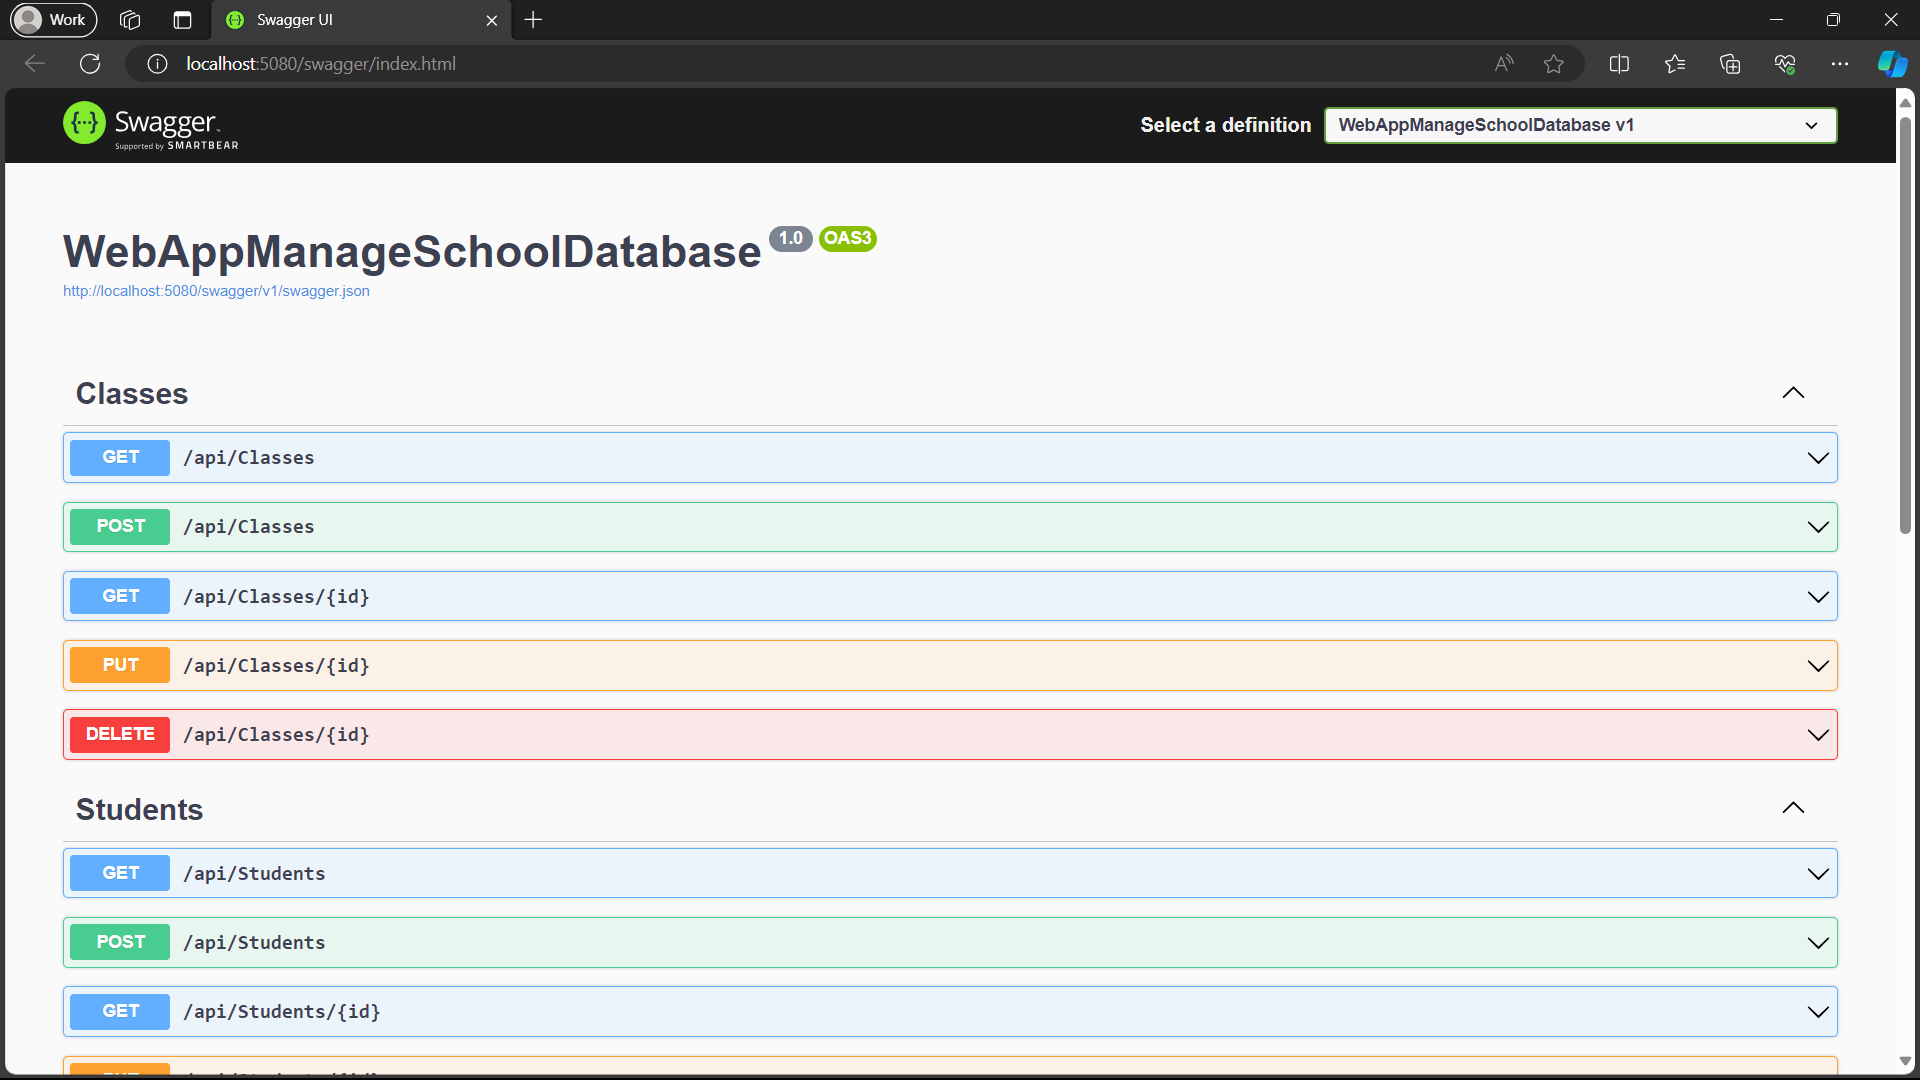 Work
Swagger UI
localhost:5080/swagger/index.html
Swagger
Supported by SMARTBEAR
Select a definition
WebAppManageSchoolDatabase v1
WebAppManageSchoolDatabase 1.0 OAS3
http://localhost:5080/swagger/v1/swagger.json
Classes
GET /api/Classes
POST /api/Classes
GET /api/Classes/{id}
PUT /api/Classes/{id}
DELETE /api/Classes/{id}
Students
GET /api/Students
POST /api/Students
GET /api/Students/{id}